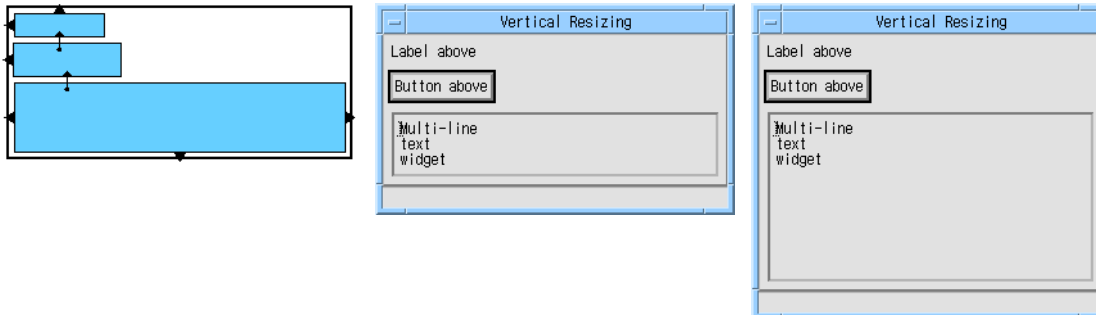 Vertical Resizing
Label above
Button above
Multi-line
text
widget
Vertical Resizing
Label above
Button above
Multi-line
text
widget